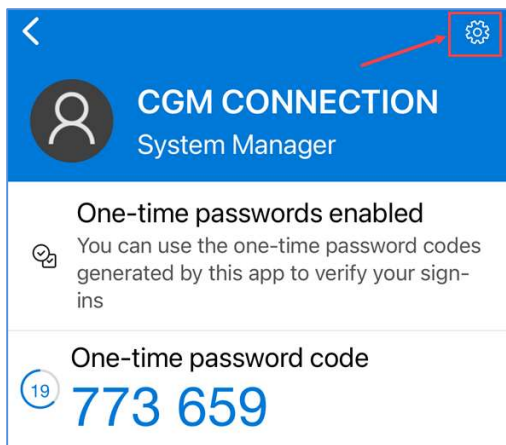 CGM CONNECTION
System Manager
One-time passwords enabled
You can use the one-time password codes
generated by this app to verify your sign-
ins
One-time password code
19
773 659